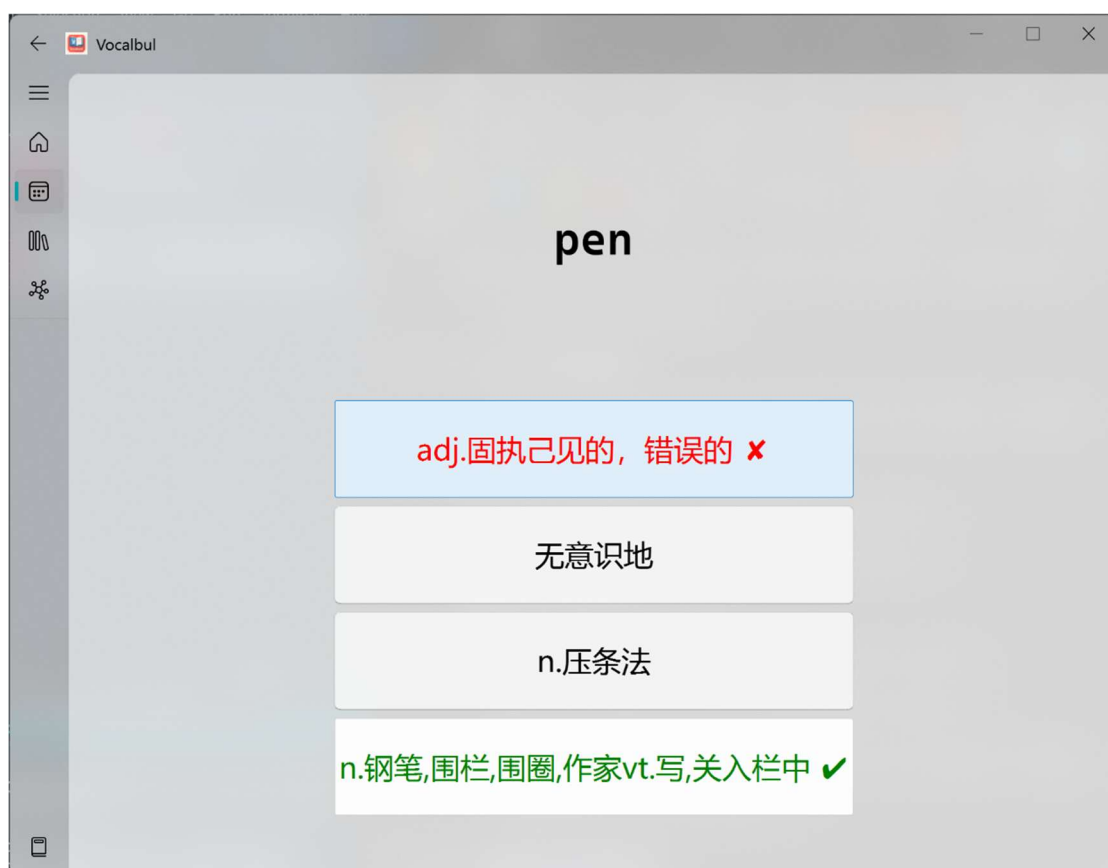 Vocalbul
pen
adj.固执己见的，错误的 ✘
无意识地
n.压条法
n.钢笔,围栏,围圈,作家vt.写,关入栏中 ✔